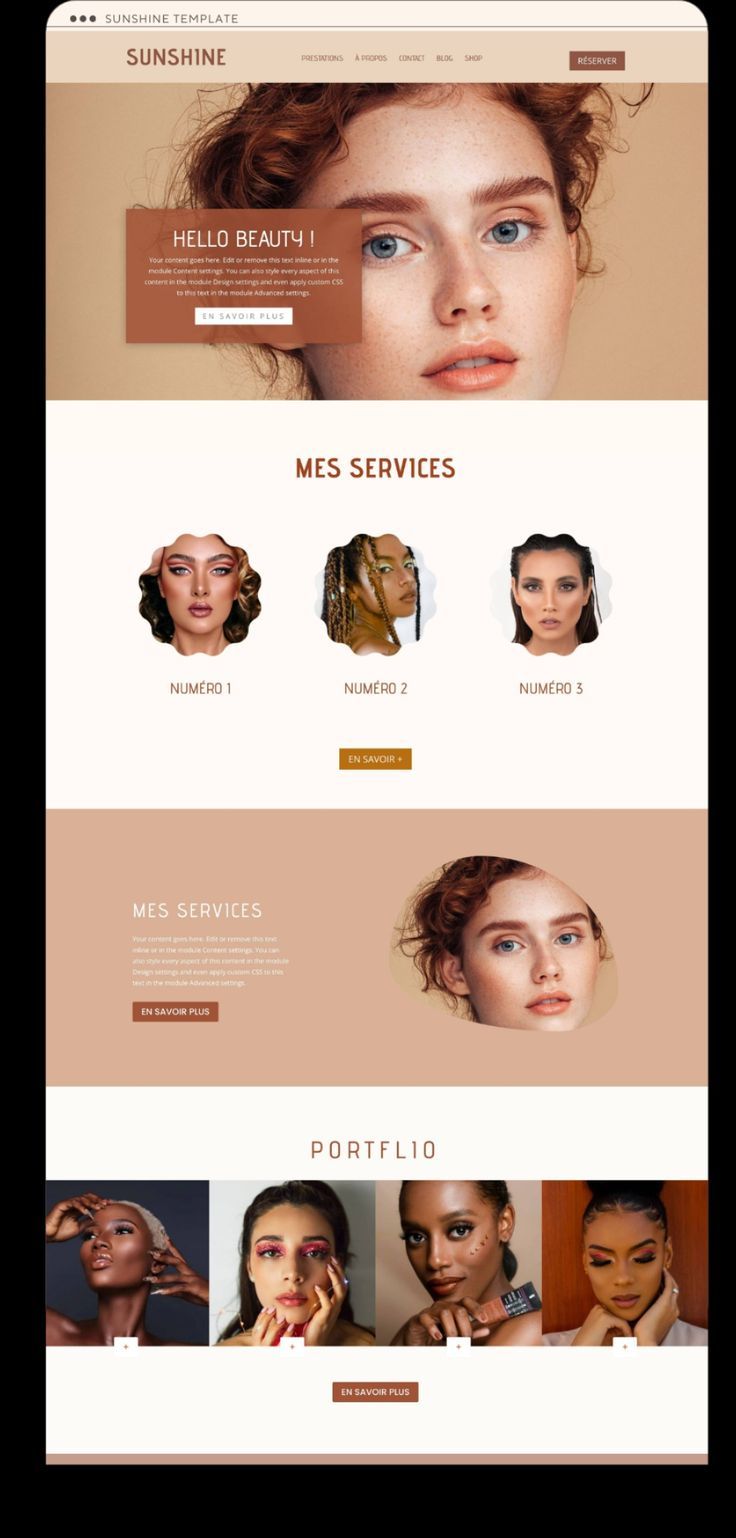 SUNSHINE TEMPLATE
SUNSHINE
PRESTATIONS À PROPOS CONTACT BLOG SHOP
RÉSERVER
HELLO BEAUTY !
Your content goes here. Edit or remove this text inline or in the
module Content settings. You can also style every aspect of this
content in the module Design settings and even apply custom CSS
to this text in the module Advanced settings.
EN SAVOIR PLUS
MES SERVICES
NUMÉRO 1
NUMÉRO 2
NUMÉRO 3
EN SAVOIR +
MES SERVICES
Your content goes here. Edit or remove this text
inline or in the module Content settings. You can
also style every aspect of this content in the module
Design settings and even apply custom CSS to this
text in the module Advanced settings.
EN SAVOIR PLUS
PORTFLIO
+
+
+
+
EN SAVOIR PLUS